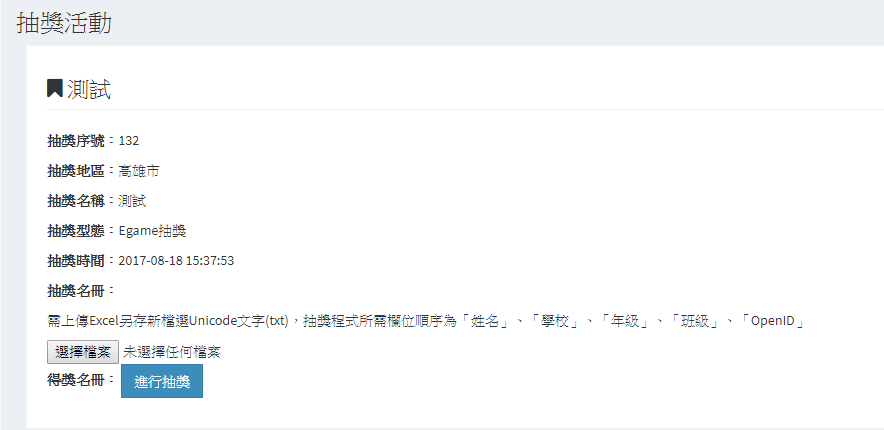 抽獎活動
測試
抽獎序號：132
抽獎地區：高雄市
抽獎名稱：測試
抽獎型態：Egame抽獎
抽獎時間：2017-08-18 15:37:53
抽獎名冊：
需上傳Excel另存新檔選Unicode文字(txt)，抽獎程式所需欄位順序為「姓名」、「學校」、「年級」、「班級」、「OpenID」
選擇檔案 未選擇任何檔案
得獎名冊： 進行抽獎